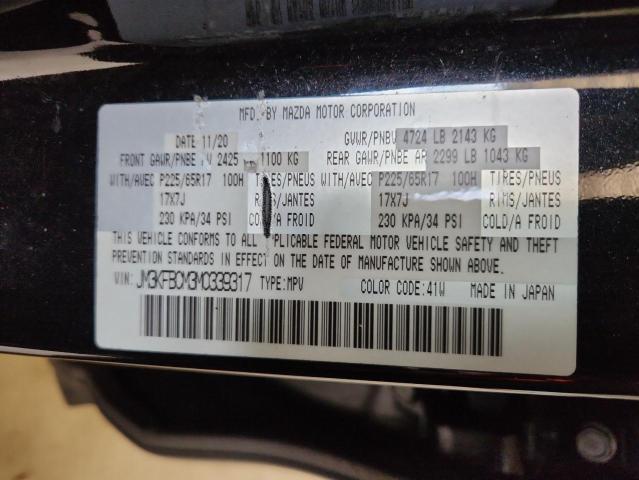 MFD. BY MAZDA MOTOR CORPORATION
DATE 11/20 GVWR/PNBV 4724 LB 2143 KG
FRONT GAWR/PNBE AV 2425 LB 1100 KG REAR GAWR/PNBE AR 2299 LB 1043 KG
WITH/AVEC P225/65R17 100H TIRES/PNEUS WITH/AVEC P225/65R17 100H TIRES/PNEUS
17X7J RIMS/JANTES 17X7J RIMS/JANTES
230 KPA/34 PSI COLD/A FROID 230 KPA/34 PSI COLD/A FROID
THIS VEHICLE CONFORMS TO ALL APPLICABLE FEDERAL MOTOR VEHICLE SAFETY AND THEFT
PREVENTION STANDARDS IN EFFECT ON THE DATE OF MANUFACTURE SHOWN ABOVE.
VIN: JM3KFBCM3M0339317 TYPE:MPV COLOR CODE:41W MADE IN JAPAN